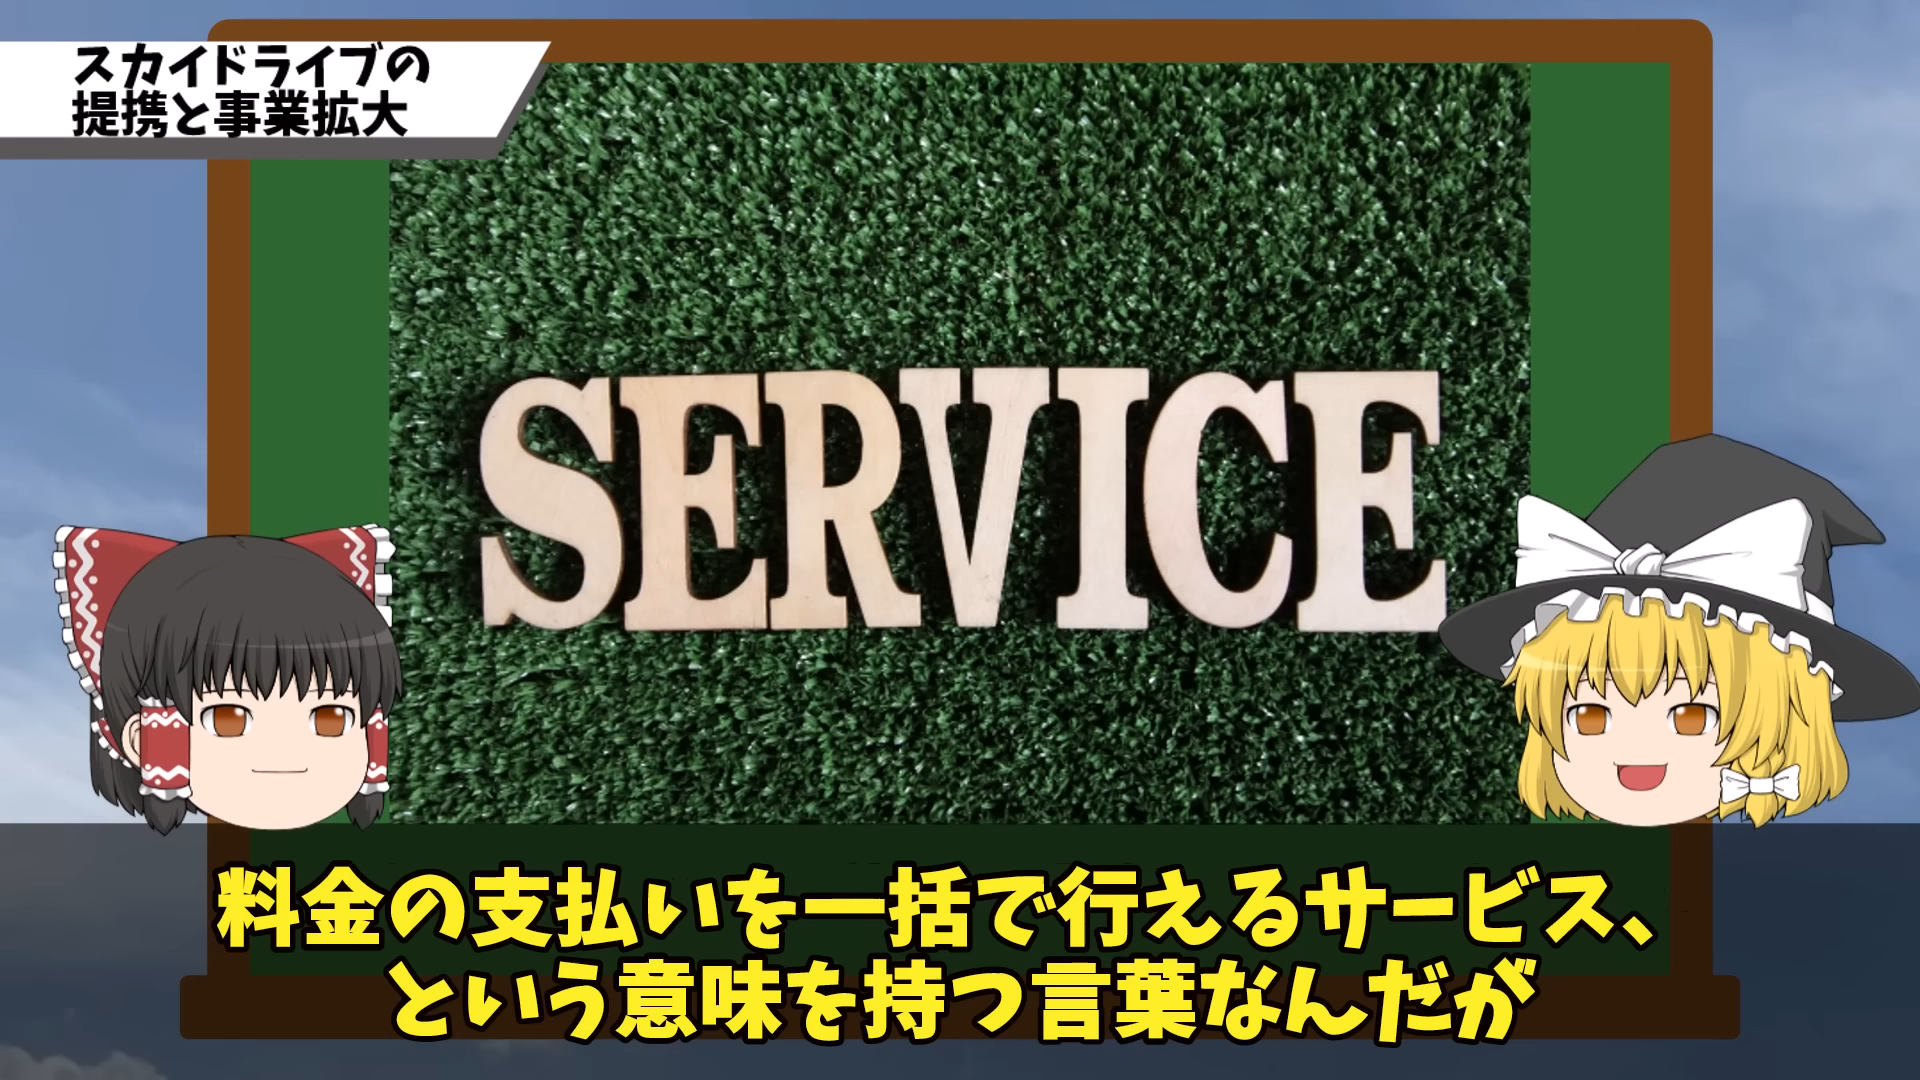 スカイドライブの
提携と事業拡大
SERVICE
料金の支払いを一括で行えるサービス、
という意味を持つ言葉なんだが